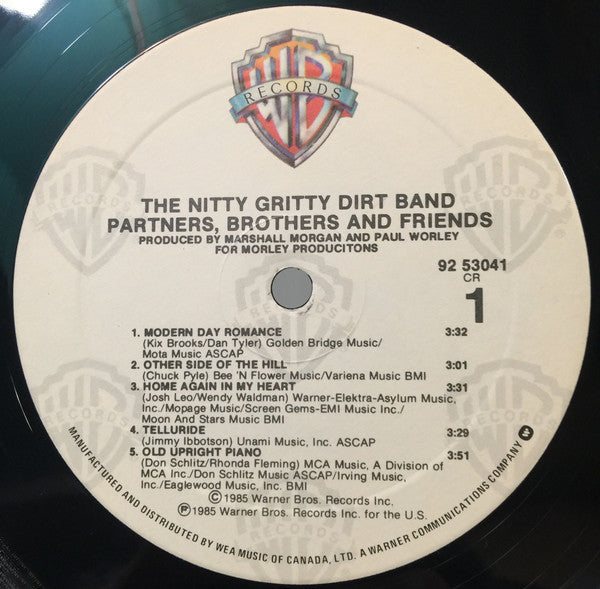 WB
RECORDS
THE NITTY GRITTY DIRT BAND
PARTNERS, BROTHERS AND FRIENDS
PRODUCED BY MARSHALL MORGAN AND PAUL WORLEY
FOR MORLEY PRODUCITONS
92 53041
CR
1
1. MODERN DAY ROMANCE 3:32
(Kix Brooks/Dan Tyler) Golden Bridge Music/
Mota Music ASCAP
2. OTHER SIDE OF THE HILL 3:01
(Chuck Pyle) Bee 'N Flower Music/Variena Music BMI
3. HOME AGAIN IN MY HEART 3:31
(Josh Leo/Wendy Waldman) Warner-Elektra-Asylum Music,
Inc./Mopage Music/Screen Gems-EMI Music Inc./
Moon And Stars Music BMI
4. TELLURIDE 3:29
(Jimmy Ibbotson) Unami Music, Inc. ASCAP
5. OLD UPRIGHT PIANO 3:51
(Don Schlitz/Rhonda Fleming) MCA Music, A Division of
MCA Inc/Don Schlitz Music ASCAP/Irving Music,
Inc./Eaglewood Music, Inc. BMI
©1985 Warner Bros. Records Inc.
℗1985 Warner Bros. Records Inc. for the U.S.
MANUFACTURED AND DISTRIBUTED BY WEA MUSIC OF CANADA, LTD. A WARNER COMMUNICATIONS COMPANY